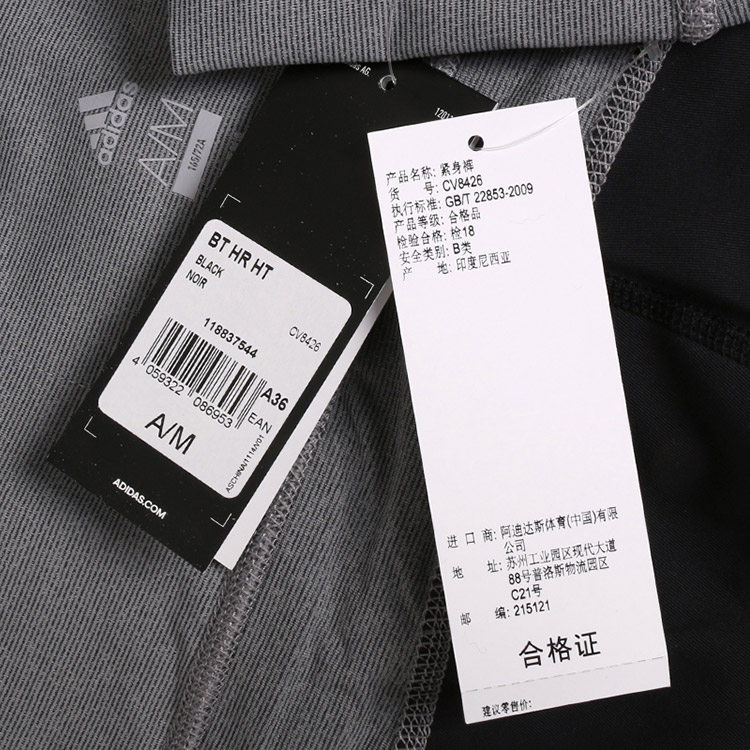 adidas
A/M
165/72A
BT HR HT
BLACK
NOIR
118837544
CV8426
4 059322 086953
EAN
A36
A/M
ASCHINA/1114/V01
ADIDAS.COM
产品名称: 紧身裤
货 号: CV8426
执行标准: GB/T 22853-2009
产品等级: 合格品
检验合格: 检18
安全类别: B类
产 地: 印度尼西亚
进 口 商: 阿迪达斯体育(中国)有限
公司
地 址: 苏州工业园区现代大道
88号普洛斯物流园区
C21号
邮 编: 215121
合格证
建议零售价: